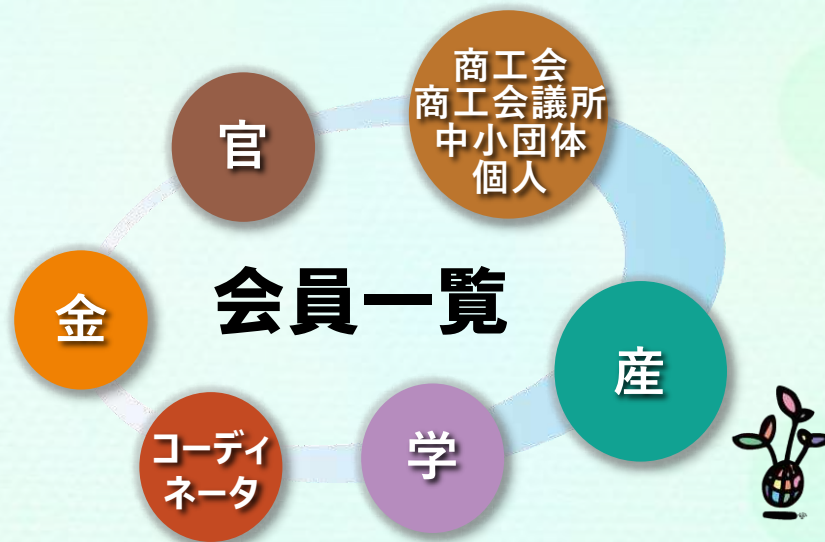 商工会
商工会議所
中小団体
個人
官
会員一覧
金
産
コーディ
ネータ
学